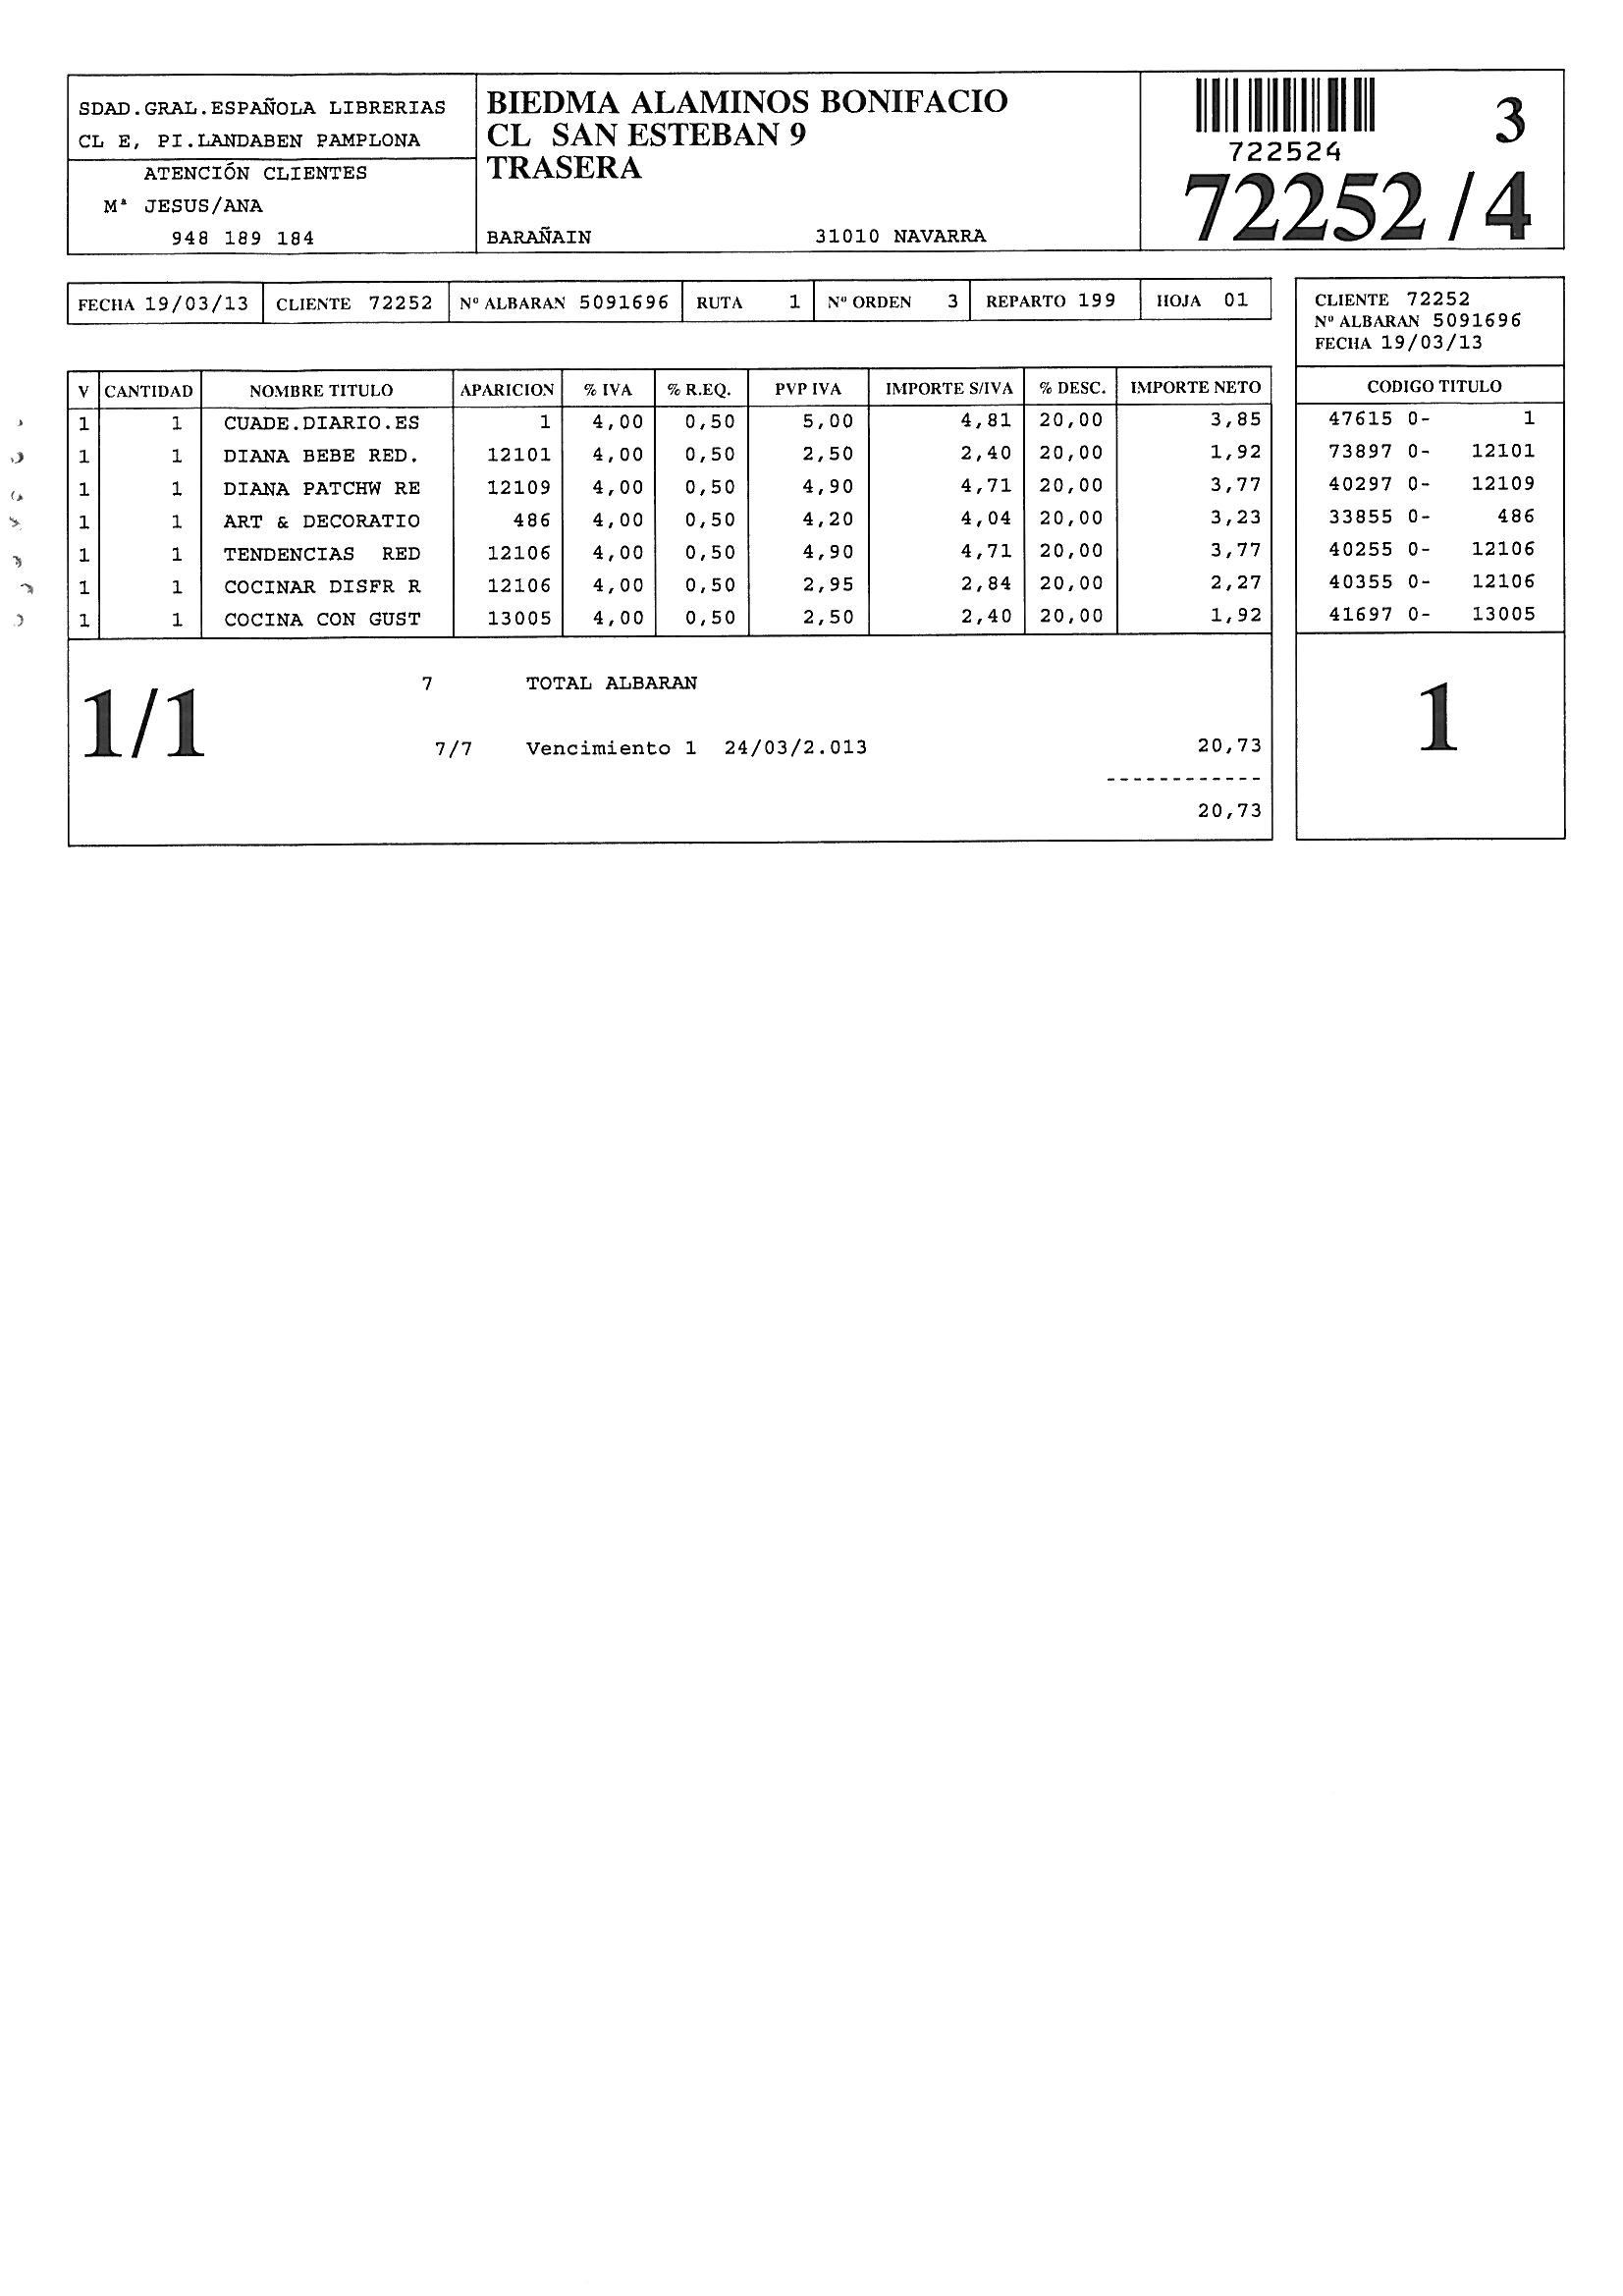 SDAD.GRAL.ESPAÑOLA LIBRERIAS
CL E, PI.LANDABEN PAMPLONA
ATENCIÓN CLIENTES
Mª JESUS/ANA
948 189 184
BIEDMA ALAMINOS BONIFACIO
CL SAN ESTEBAN 9
TRASERA
BARAÑAIN 31010 NAVARRA
3
722524
72252 / 4
FECHA 19/03/13 CLIENTE 72252 Nº ALBARAN 5091696 RUTA 1 Nº ORDEN 3 REPARTO 199 HOJA 01
CLIENTE 72252
Nº ALBARAN 5091696
FECHA 19/03/13
V CANTIDAD NOMBRE TITULO APARICION % IVA % R.EQ. PVP IVA IMPORTE S/IVA % DESC. IMPORTE NETO CODIGO TITULO
1 1 CUADE.DIARIO.ES 1 4,00 0,50 5,00 4,81 20,00 3,85 47615 0- 1
1 1 DIANA BEBE RED. 12101 4,00 0,50 2,50 2,40 20,00 1,92 73897 0- 12101
1 1 DIANA PATCHW RE 12109 4,00 0,50 4,90 4,71 20,00 3,77 40297 0- 12109
1 1 ART & DECORATIO 486 4,00 0,50 4,20 4,04 20,00 3,23 33855 0- 486
1 1 TENDENCIAS RED 12106 4,00 0,50 4,90 4,71 20,00 3,77 40255 0- 12106
1 1 COCINAR DISFR R 12106 4,00 0,50 2,95 2,84 20,00 2,27 40355 0- 12106
1 1 COCINA CON GUST 13005 4,00 0,50 2,50 2,40 20,00 1,92 41697 0- 13005
1/1
7 TOTAL ALBARAN
7/7 Vencimiento 1 24/03/2.013 20,73
------------
20,73
1